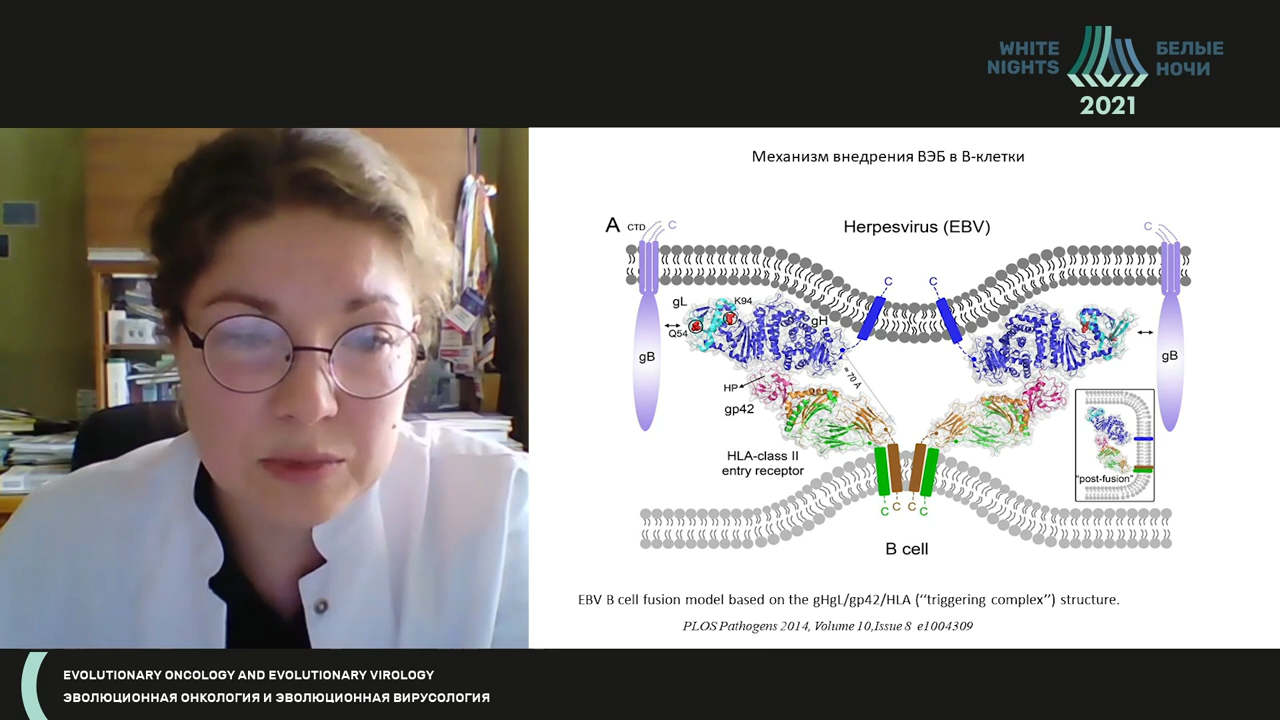 WHITE
NIGHTS
БЕЛЫЕ
НОЧИ
2021
Механизм внедрения ВЭБ в В-клетки
A
CTD
C
Herpesvirus (EBV)
C
C
C
gL
K94
Q54
gH
gB
gB
≈ 70 Å
HP
gp42
HLA-class II
entry receptor
"post-fusion"
C
C
C
C
B cell
EBV B cell fusion model based on the gHgL/gp42/HLA (‘‘triggering complex’’) structure.
PLOS Pathogens 2014, Volume 10,Issue 8 e1004309
EVOLUTIONARY ONCOLOGY AND EVOLUTIONARY VIROLOGY
ЭВОЛЮЦИОННАЯ ОНКОЛОГИЯ И ЭВОЛЮЦИОННАЯ ВИРУСОЛОГИЯ